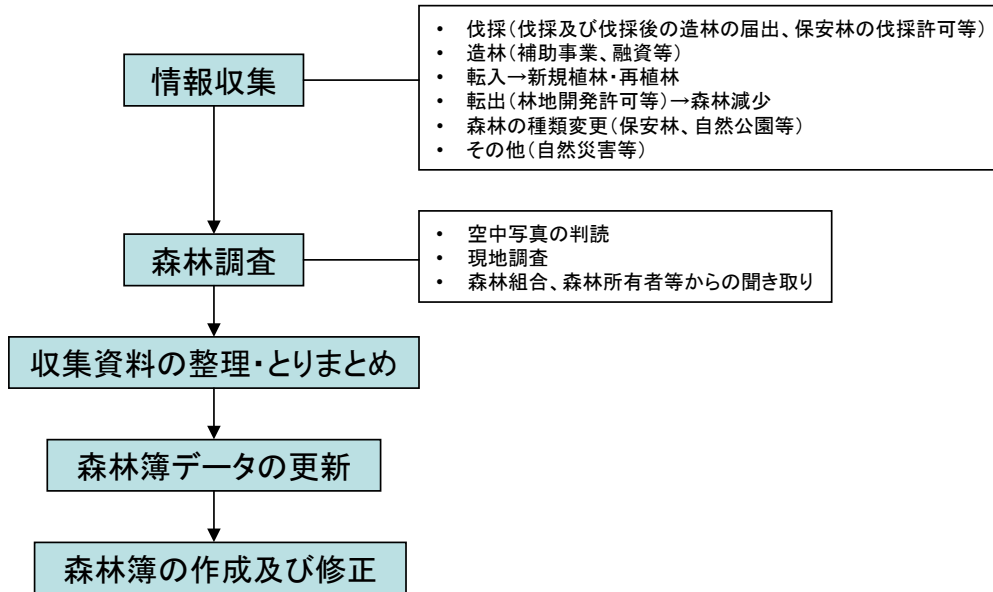 情報収集
• 伐採(伐採及び伐採後の造林の届出、保安林の伐採許可等)
• 造林(補助事業、融資等)
• 転入→新規植林・再植林
• 転出(林地開発許可等)→森林減少
• 森林の種類変更(保安林、自然公園等)
• その他(自然災害等)
森林調査
• 空中写真の判読
• 現地調査
• 森林組合、森林所有者等からの聞き取り
収集資料の整理・とりまとめ
森林簿データの更新
森林簿の作成及び修正